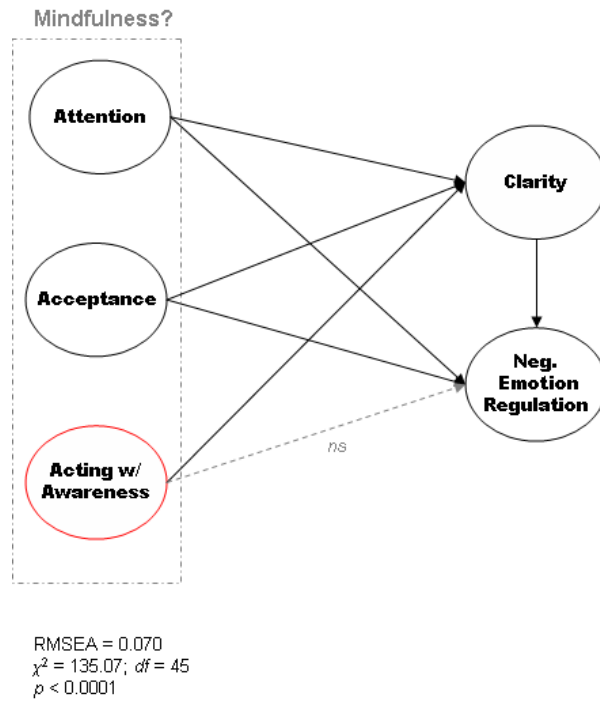 Mindfulness?
Attention
Clarity
Acceptance
Neg.
Emotion
Regulation
ns
Acting w/
Awareness
RMSEA = 0.070
χ² = 135.07; df = 45
p < 0.0001